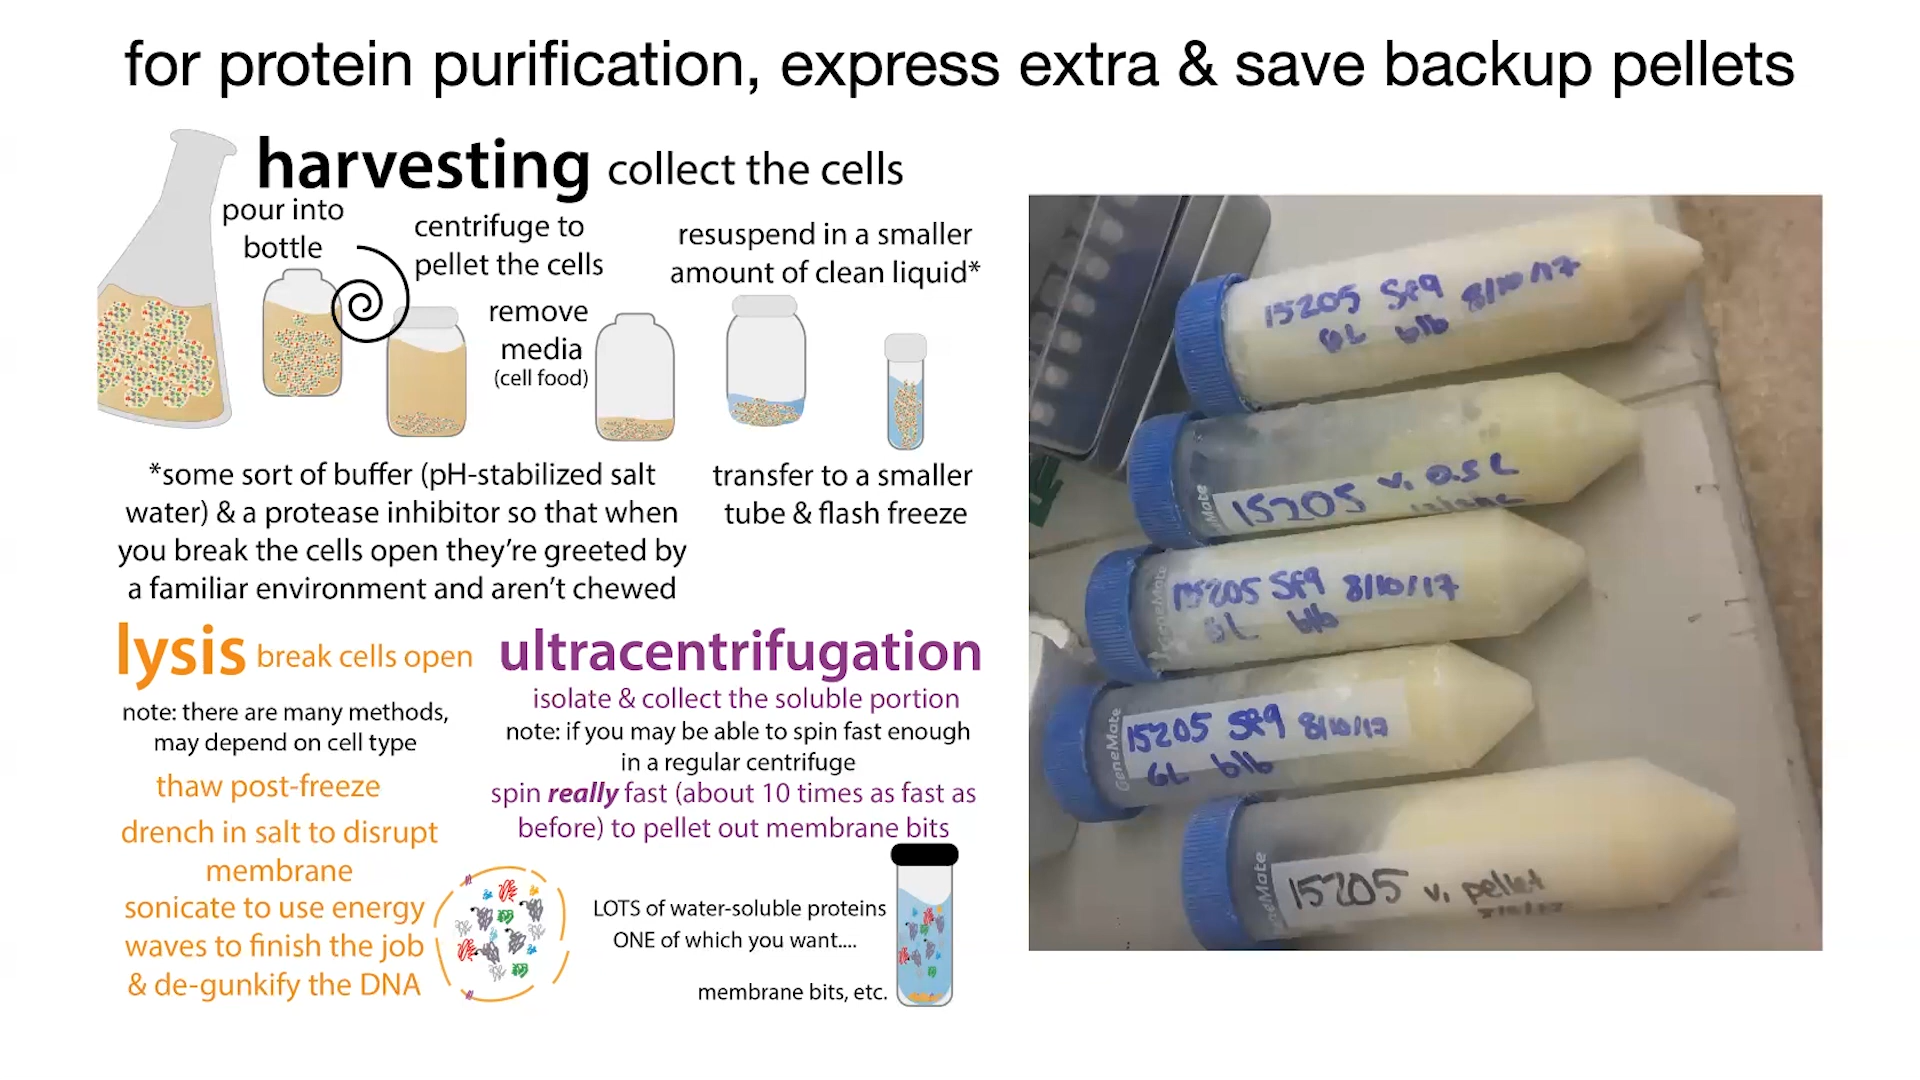 for protein purification, express extra & save backup pellets
harvesting collect the cells
pour into
bottle
centrifuge to
pellet the cells
remove
media
(cell food)
resuspend in a smaller
amount of clean liquid*
*some sort of buffer (pH-stabilized salt
water) & a protease inhibitor so that when
you break the cells open they're greeted by
a familiar environment and aren't chewed
transfer to a smaller
tube & flash freeze
lysis break cells open
note: there are many methods,
may depend on cell type
thaw post-freeze
drench in salt to disrupt
membrane
sonicate to use energy
waves to finish the job
& de-gunkify the DNA
ultracentrifugation
isolate & collect the soluble portion
note: if you may be able to spin fast enough
in a regular centrifuge
spin really fast (about 10 times as fast as
before) to pellet out membrane bits
LOTS of water-soluble proteins
ONE of which you want....
membrane bits, etc.
15205 Sf9 8/10/17
15205 v. 0.5 L
15205 Sf9 8/10/17
GeneMate
15205 Sf9 8/10/17
6L
GeneMate
15205 v. pellet